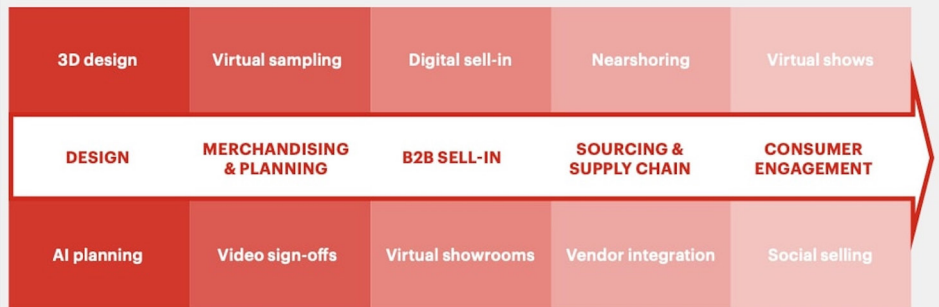 3D design
Virtual sampling
Digital sell-in
Nearshoring
Virtual shows
DESIGN
MERCHANDISING
& PLANNING
B2B SELL-IN
SOURCING &
SUPPLY CHAIN
CONSUMER
ENGAGEMENT
AI planning
Video sign-offs
Virtual showrooms
Vendor integration
Social selling